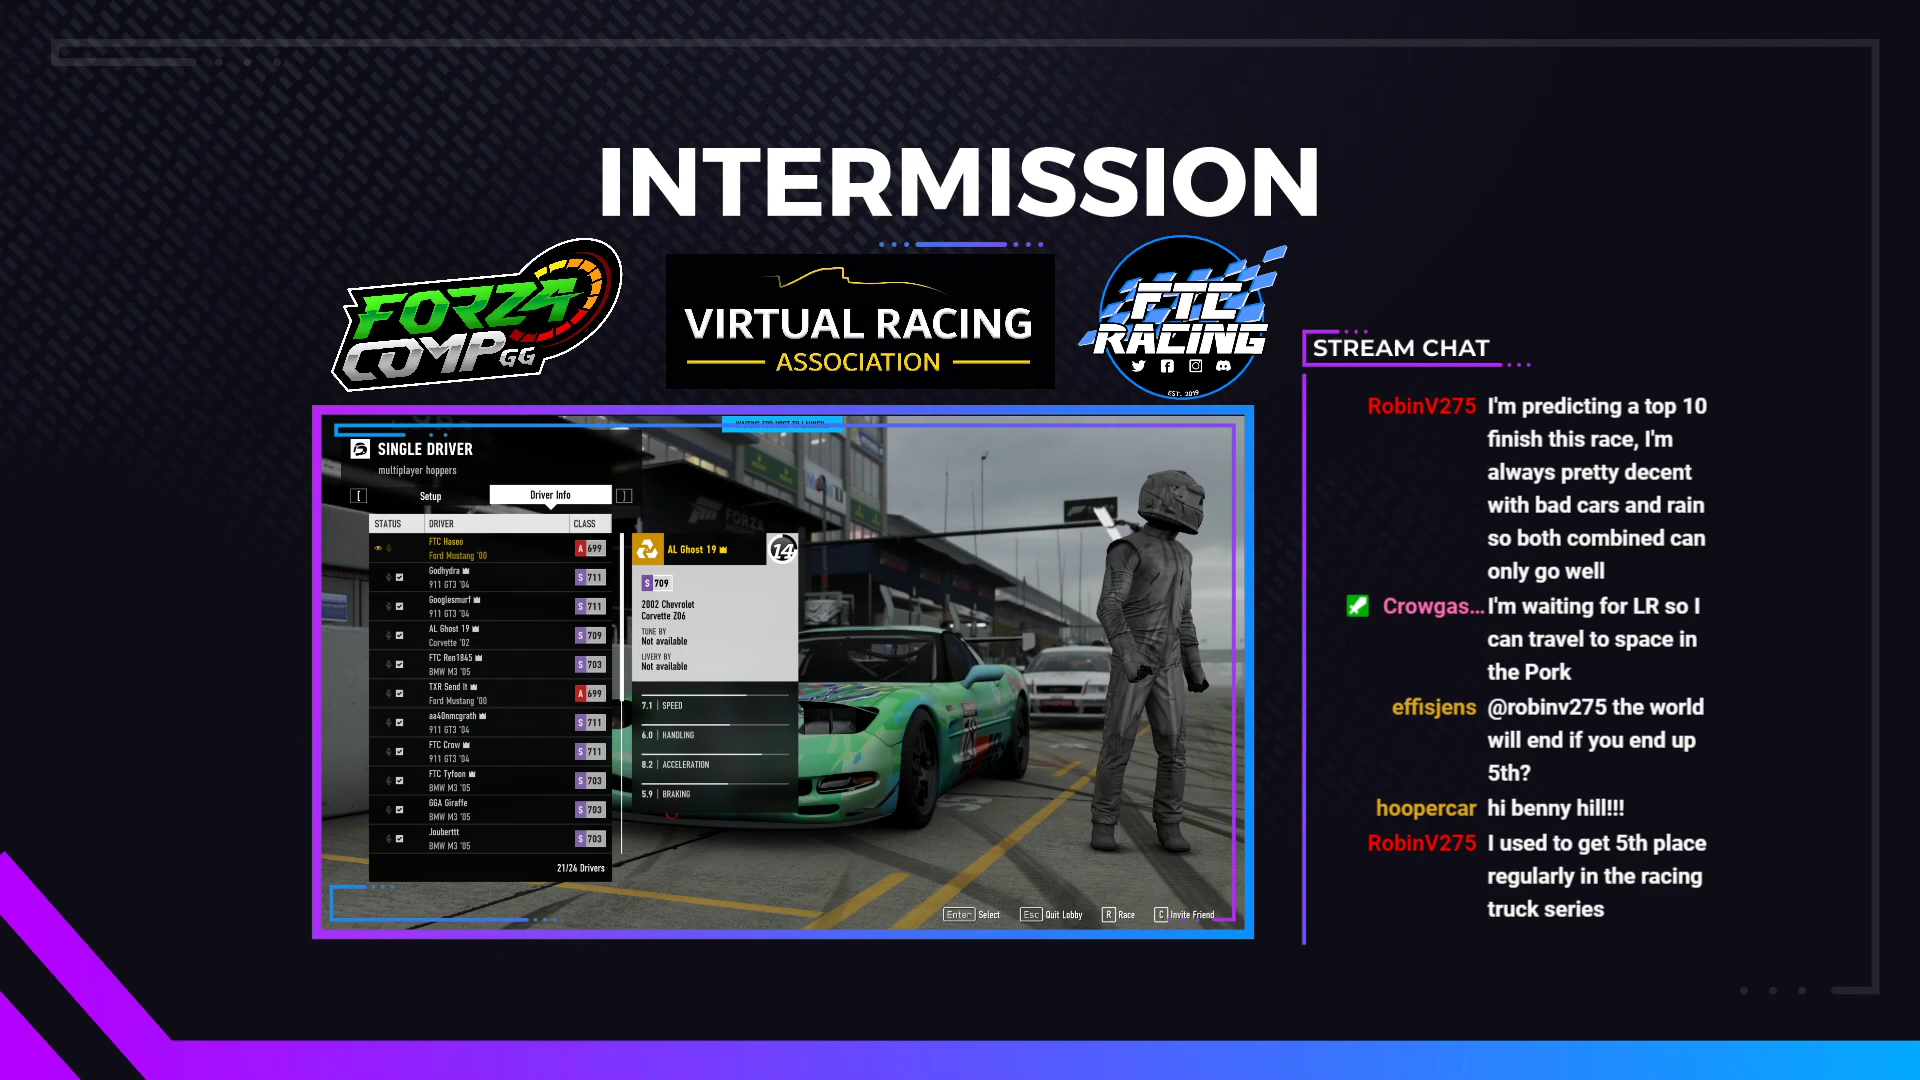 INTERMISSION
FORZA
COMP GG
VIRTUAL RACING
ASSOCIATION
FTC
RACING
EST. 2019
STREAM CHAT
RobinV275 I'm predicting a top 10
finish this race, I'm
always pretty decent
with bad cars and rain
so both combined can
only go well
Crowgas... I'm waiting for LR so I
can travel to space in
the Pork
effisjens @robinv275 the world
will end if you end up
5th?
hoopercar hi benny hill!!!
RobinV275 I used to get 5th place
regularly in the racing
truck series
WAITING FOR HOST TO LAUNCH
SINGLE DRIVER
multiplayer hoppers
[ Setup Driver Info ]
STATUS DRIVER CLASS
FTC Haseo
Ford Mustang '00 A 699
Godhydra
911 GT3 '04 S 711
Googlesmurf
911 GT3 '04 S 711
AL Ghost 19
Corvette '02 S 709
FTC Ren1845
BMW M3 '05 S 703
TXR Send It
Ford Mustang '00 A 699
aa40nmcgrath
911 GT3 '04 S 711
FTC Crow
911 GT3 '04 S 711
FTC Tyfoon
BMW M3 '05 S 703
GGA Giraffe
BMW M3 '05 S 703
Jouberttt
BMW M3 '05 S 703
21/24 Drivers
AL Ghost 19 14
S 709
2002 Chevrolet
Corvette Z06
TUNE BY
Not available
LIVERY BY
Not available
7.1 | SPEED
6.0 | HANDLING
8.2 | ACCELERATION
5.9 | BRAKING
FORZA
Enter Select Esc Quit Lobby R Race C Invite Friend